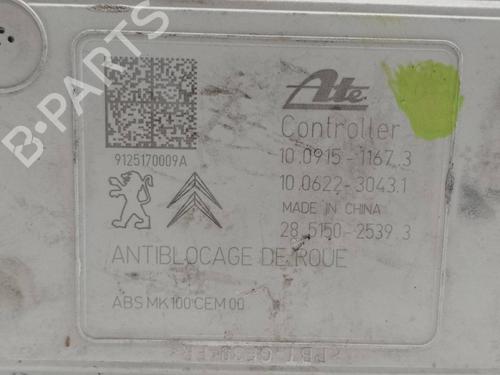 B-PARTS
Ate
Controller
9125170009A
10.0915-1167.3
10.0622-3043.1
MADE IN CHINA
28.5150-2539.3
ANTIBLOCAGE DE ROUE
ABS MK100 CEM 00